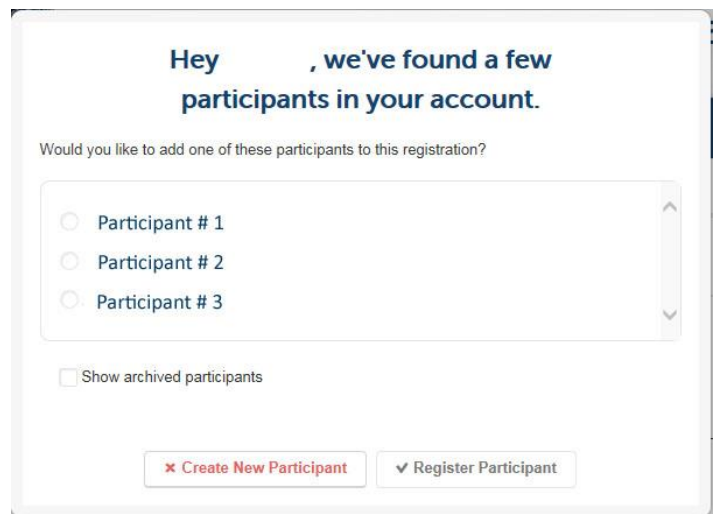 Hey , we've found a few
participants in your account.
Would you like to add one of these participants to this registration?
Participant # 1
Participant # 2
Participant # 3
Show archived participants
Create New Participant
Register Participant